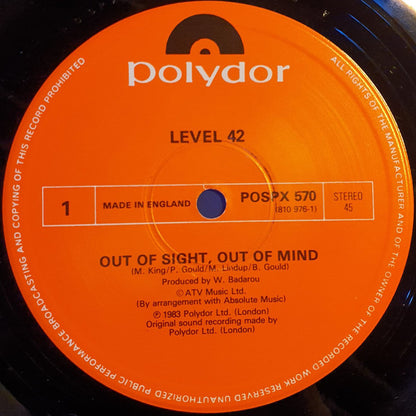 polydor
LEVEL 42
1
MADE IN ENGLAND
POSPX 570
(810 976-1)
STEREO
45
OUT OF SIGHT, OUT OF MIND
(M. King/P. Gould/M. Lindup/B. Gould)
Produced by W. Badarou
© ATV Music Ltd.
(By arrangement with Absolute Music)
℗ 1983 Polydor Ltd. (London)
Original sound recording made by
Polydor Ltd. (London)
ALL RIGHTS OF THE MANUFACTURER AND OF THE OWNER OF THE RECORDED WORK RESERVED UNAUTHORIZED PUBLIC PERFORMANCE BROADCASTING AND COPYING OF THIS RECORD PROHIBITED